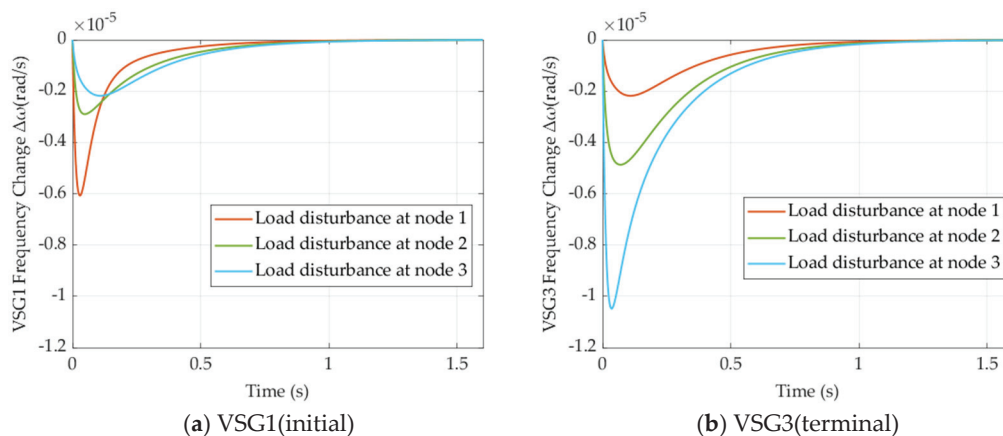 ×10⁻⁵
0
-0.2
-0.4
-0.6
-0.8
-1
-1.2
VSG1 Frequency Change Δω(rad/s)
Load disturbance at node 1
Load disturbance at node 2
Load disturbance at node 3
0 0.5 1 1.5
Time (s)
(a) VSG1(initial)
×10⁻⁵
0
-0.2
-0.4
-0.6
-0.8
-1
-1.2
VSG3 Frequency Change Δω(rad/s)
Load disturbance at node 1
Load disturbance at node 2
Load disturbance at node 3
0 0.5 1 1.5
Time (s)
(b) VSG3(terminal)